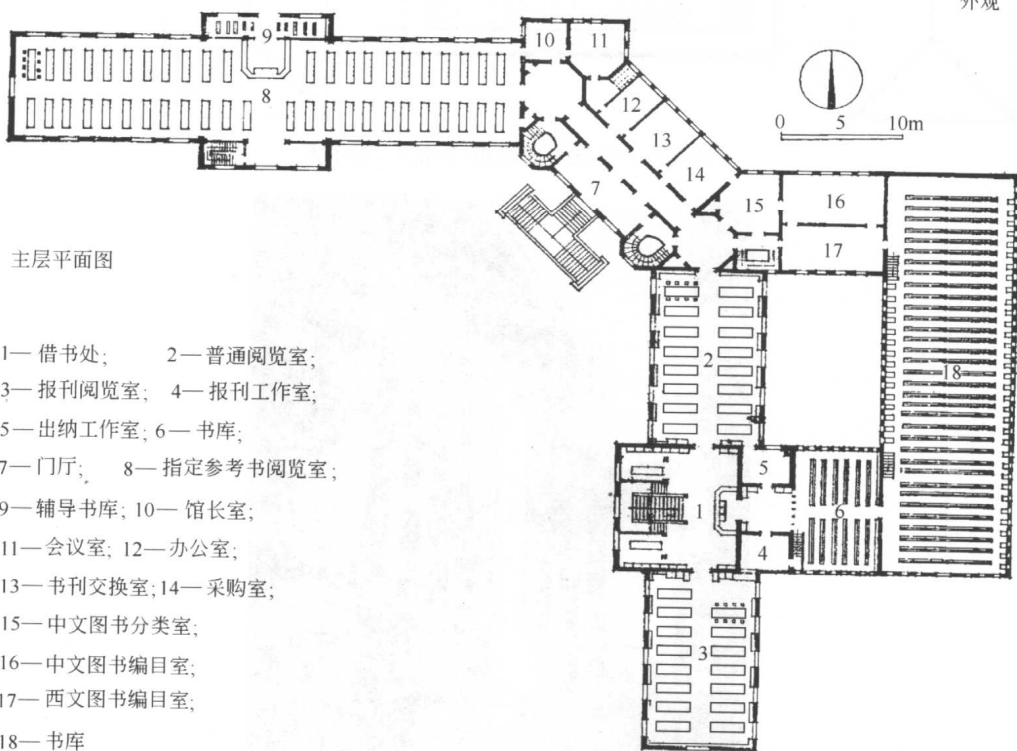 外观
10
11
9
8
12
13
14
7
0 5 10m
15
16
17
主层平面图
2
18
1— 借书处; 2— 普通阅览室;
3— 报刊阅览室; 4— 报刊工作室;
5— 出纳工作室; 6— 书库;
7— 门厅; 8— 指定参考书阅览室;
9— 辅导书库; 10— 馆长室;
11— 会议室; 12— 办公室;
13— 书刊交换室; 14— 采购室;
15— 中文图书分类室;
16— 中文图书编目室;
17— 西文图书编目室;
18— 书库
5
1
6
4
3